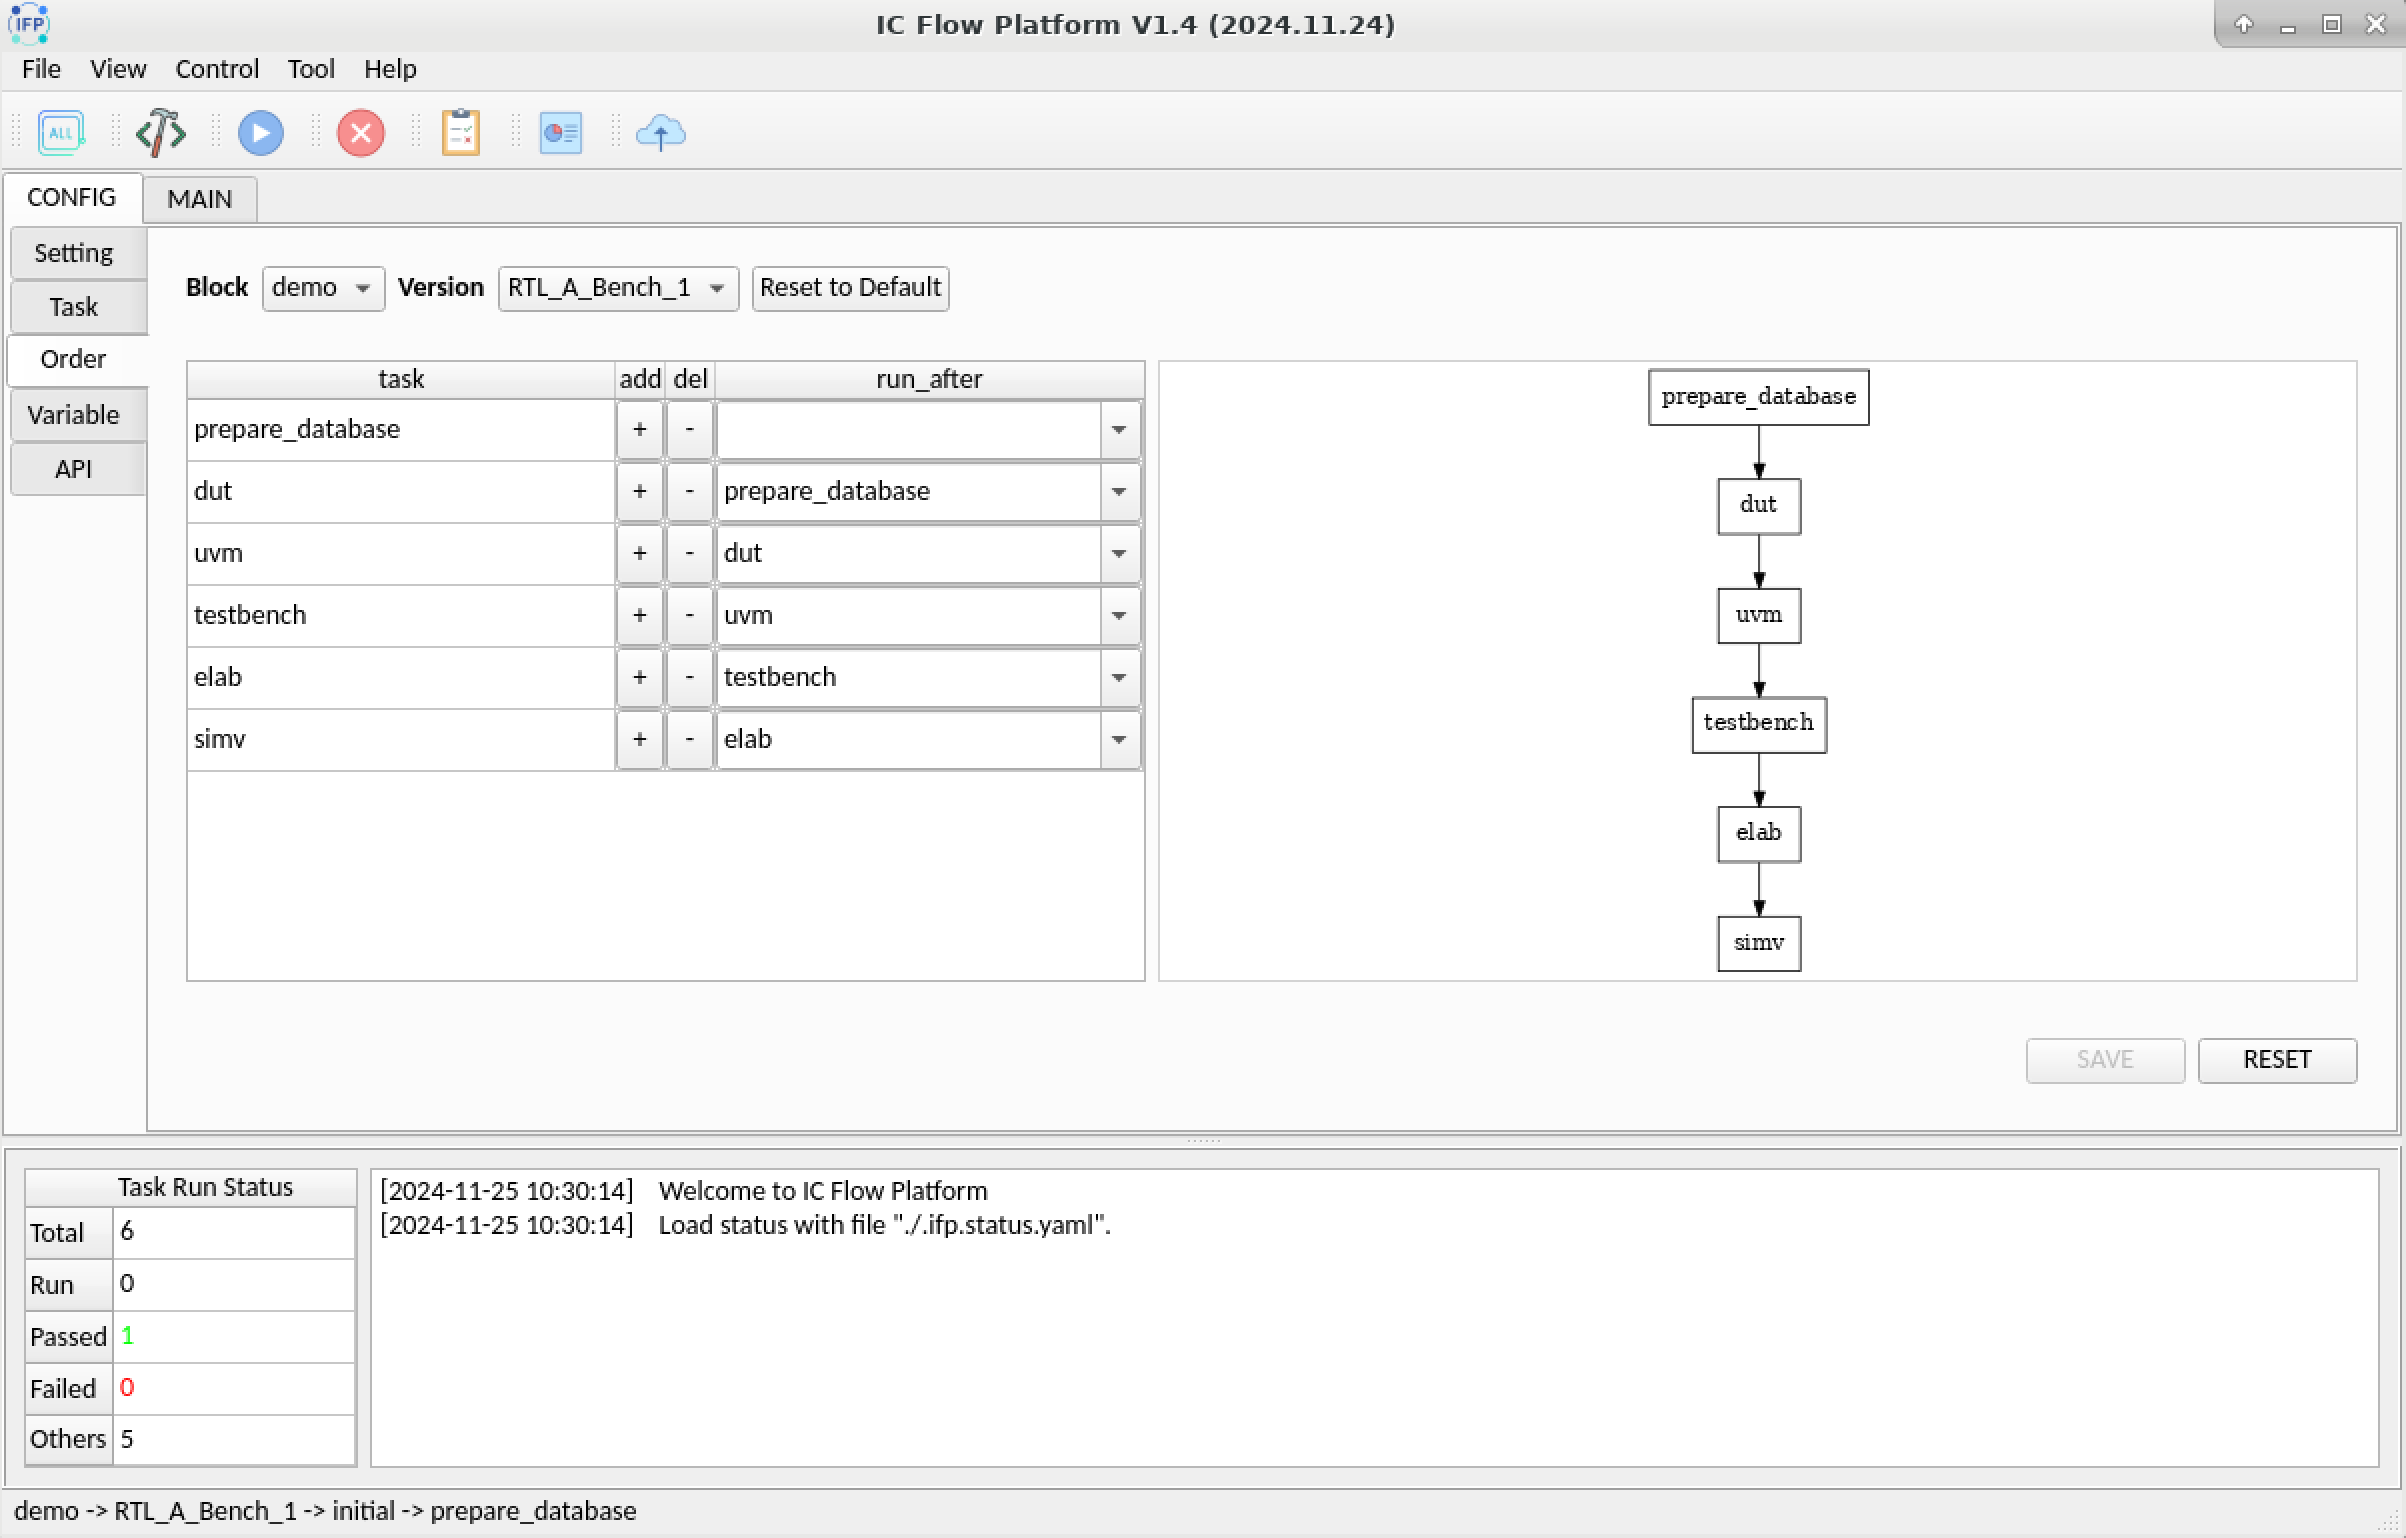 IFP
IC Flow Platform V1.4 (2024.11.24)
File View Control Tool Help
ALL
CONFIG MAIN
Setting
Task
Order
Variable
API
Block demo Version RTL_A_Bench_1 Reset to Default
task add del run_after
prepare_database + -
dut + - prepare_database
uvm + - dut
testbench + - uvm
elab + - testbench
simv + - elab
prepare_database
dut
uvm
testbench
elab
simv
SAVE RESET
Task Run Status
Total 6
Run 0
Passed 1
Failed 0
Others 5
[2024-11-25 10:30:14] Welcome to IC Flow Platform
[2024-11-25 10:30:14] Load status with file "./.ifp.status.yaml".
demo -> RTL_A_Bench_1 -> initial -> prepare_database